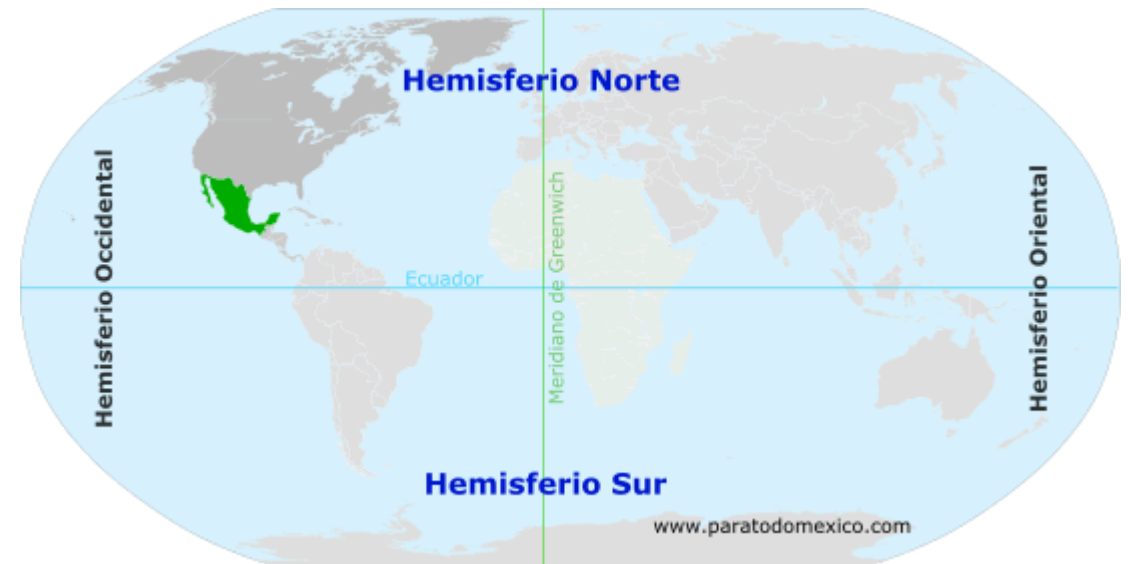 Hemisferio Norte
Hemisferio Occidental
Ecuador
Meridiano de Greenwich
Hemisferio Oriental
Hemisferio Sur
www.paratodomexico.com